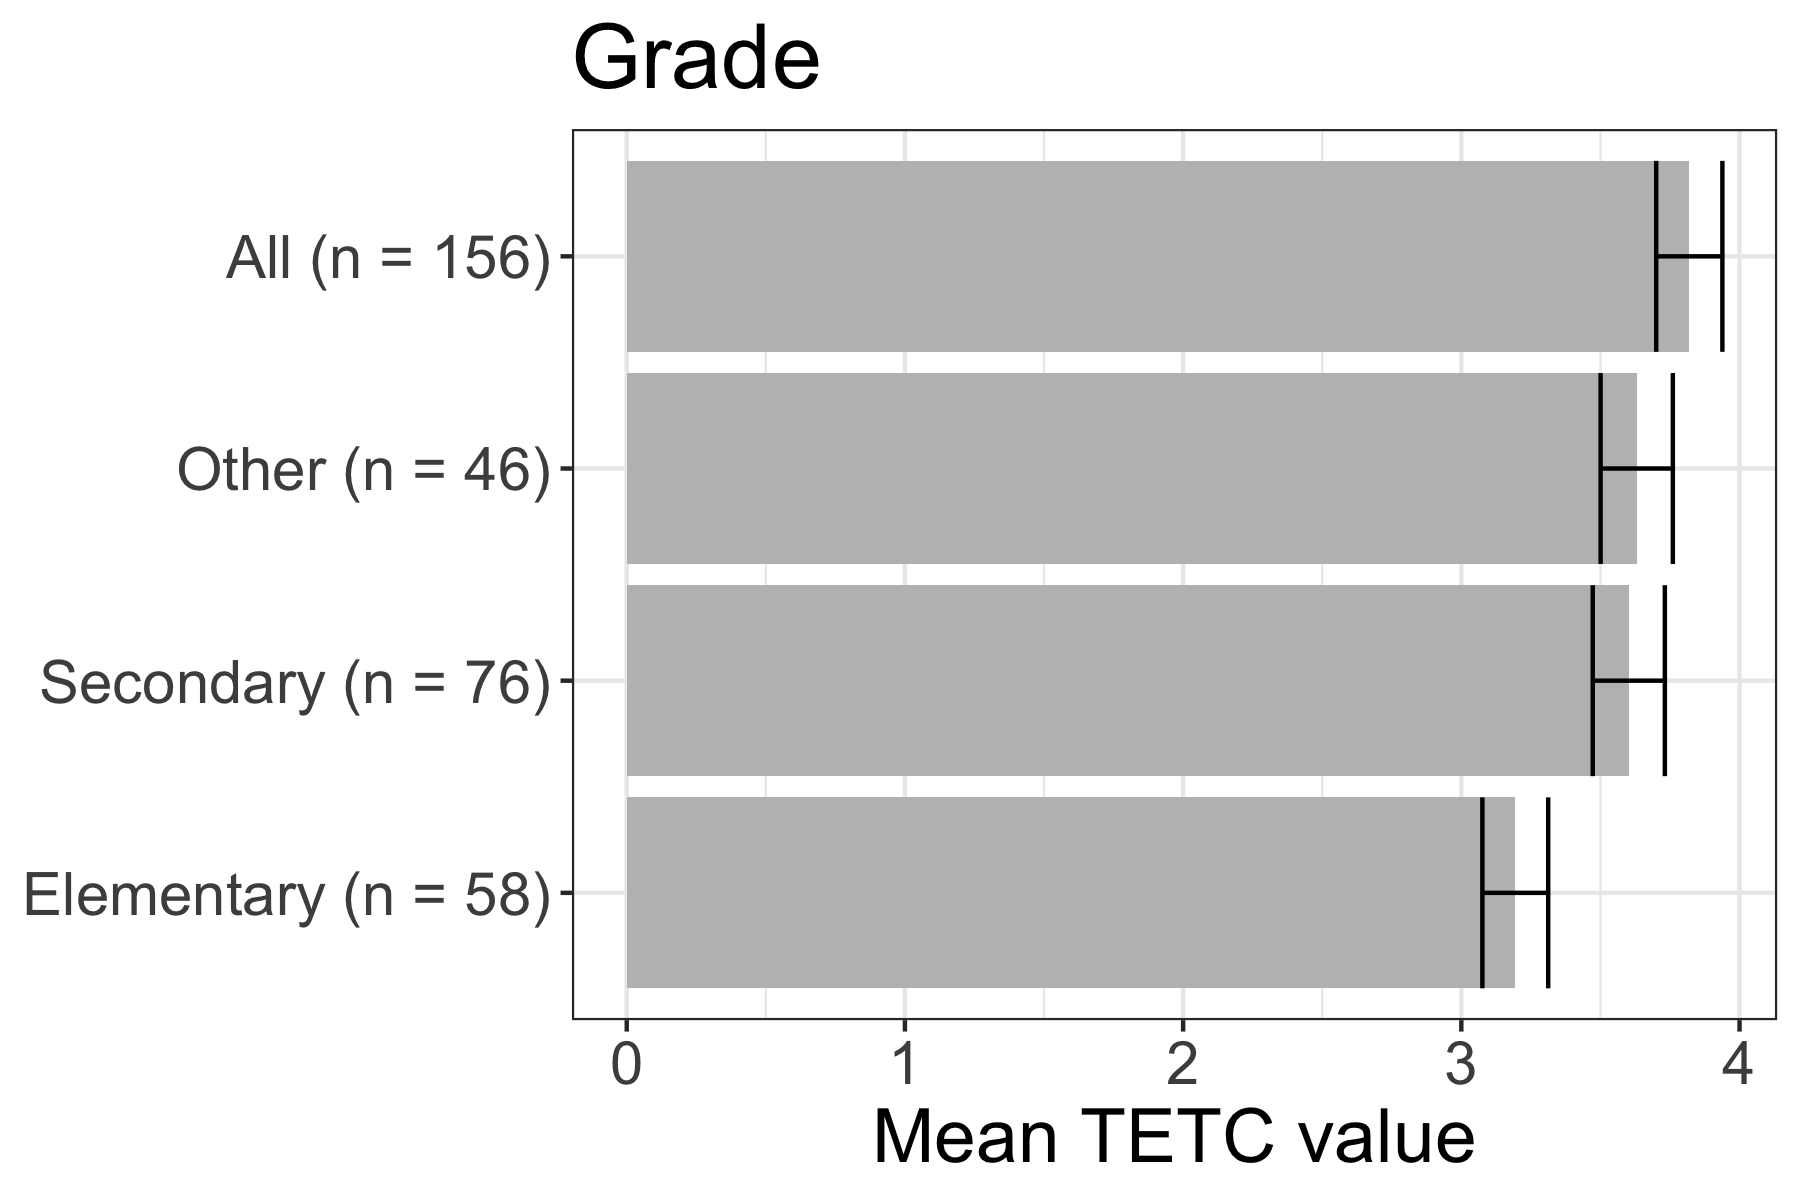 Grade
All (n = 156)
Other (n = 46)
Secondary (n = 76)
Elementary (n = 58)
0 1 2 3 4
Mean TETC value